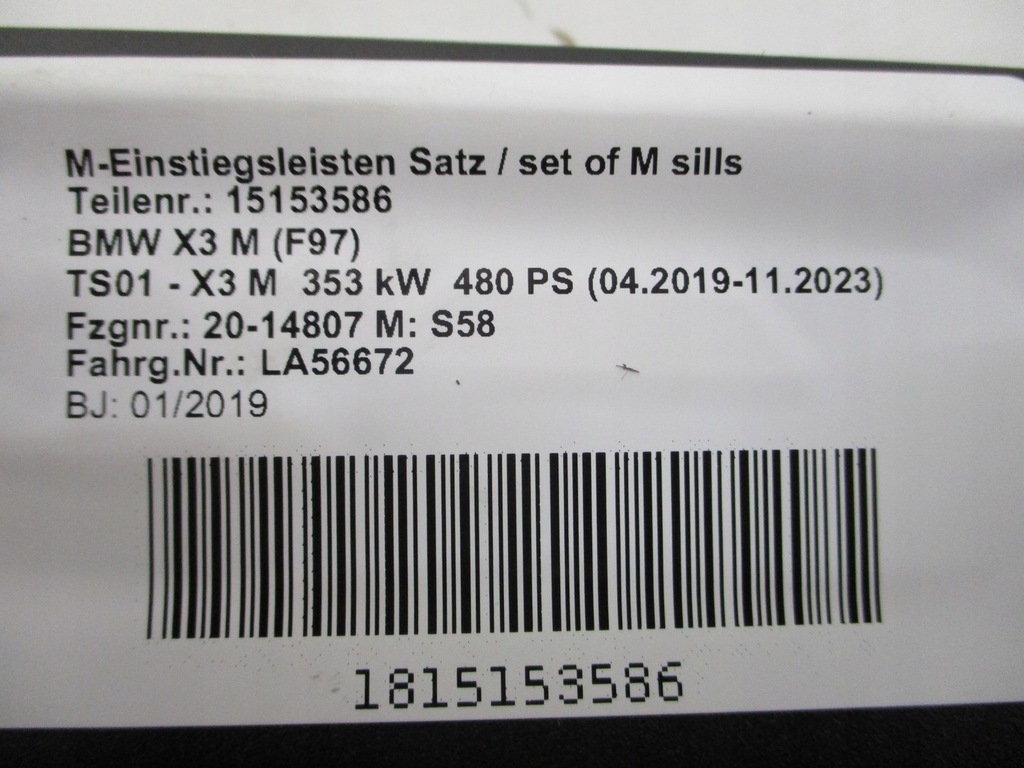 M-Einstiegsleisten Satz / set of M sills
Teilenr.: 15153586
BMW X3 M (F97)
TS01 - X3 M  353 kW  480 PS (04.2019-11.2023)
Fzgnr.: 20-14807 M: S58
Fahrg.Nr.: LA56672
BJ: 01/2019
1815153586